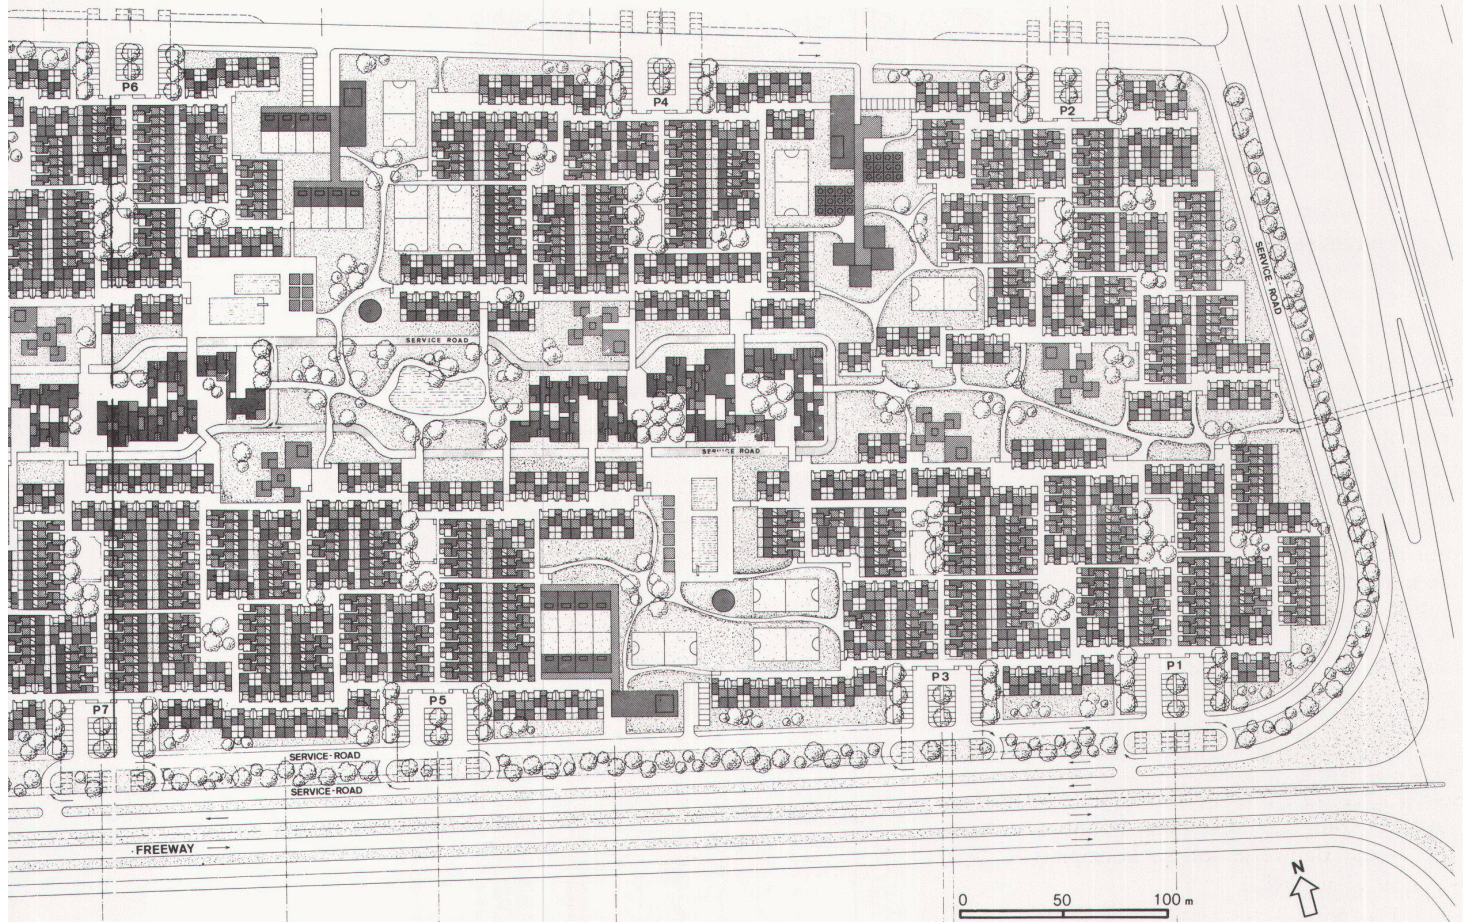 P6
P4
P2
SERVICE ROAD
SERVICE ROAD
SERVICE ROAD
P1
P3
P5
P7
SERVICE-ROAD
SERVICE-ROAD
FREEWAY
N
0 50 100 m